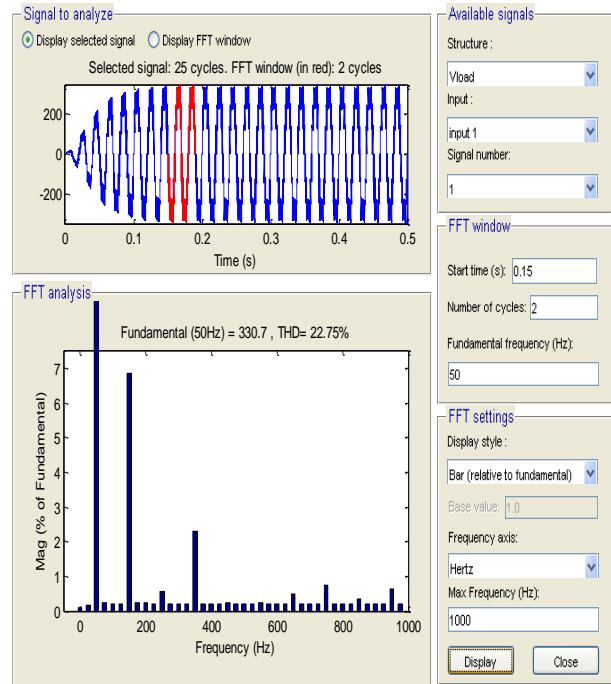 Signal to analyze
Display selected signal
Display FFT window
Selected signal: 25 cycles. FFT window (in red): 2 cycles
200
0
-200
0
0.1
0.2
0.3
0.4
0.5
Time (s)
FFT analysis
Fundamental (50Hz) = 330.7 , THD= 22.75%
Mag (% of Fundamental)
7
6
5
4
3
2
1
0
0
200
400
600
800
1000
Frequency (Hz)
Available signals
Structure :
Vload
Input :
input 1
Signal number:
1
FFT window
Start time (s): 0.15
Number of cycles: 2
Fundamental frequency (Hz):
50
FFT settings
Display style :
Bar (relative to fundamental)
Base value: 1.0
Frequency axis:
Hertz
Max Frequency (Hz):
1000
Display
Close